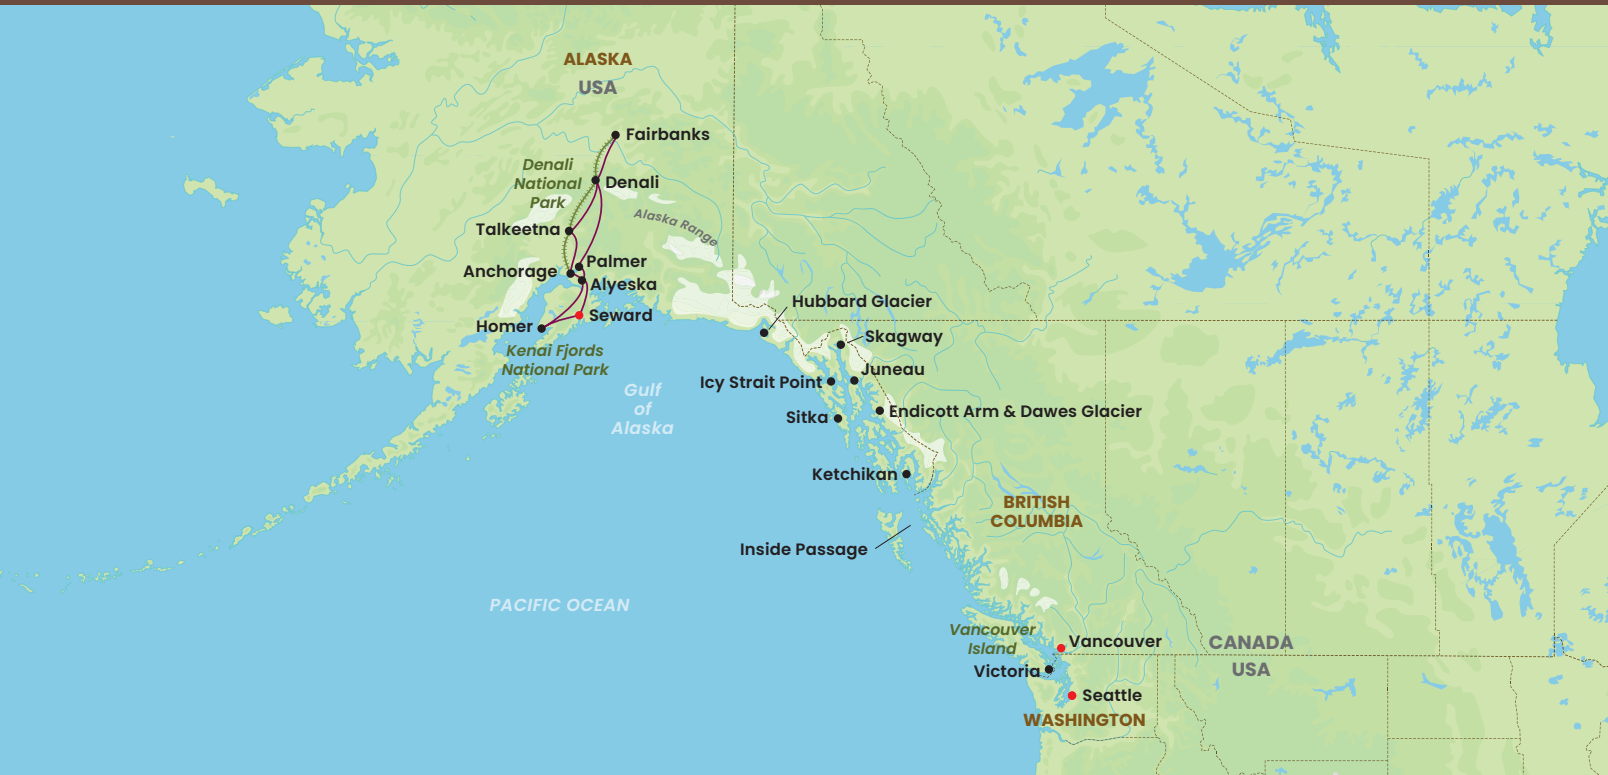 ALASKA
USA
Fairbanks
Denali
National
Park
Denali
Alaska Range
Talkeetna
Palmer
Anchorage
Alyeska
Hubbard Glacier
Seward
Homer
Skagway
Kenai Fjords
National Park
Juneau
Icy Strait Point
Gulf
of
Alaska
Endicott Arm & Dawes Glacier
Sitka
Ketchikan
BRITISH
COLUMBIA
Inside Passage
PACIFIC OCEAN
Vancouver
Island
Vancouver
CANADA
USA
Victoria
Seattle
WASHINGTON